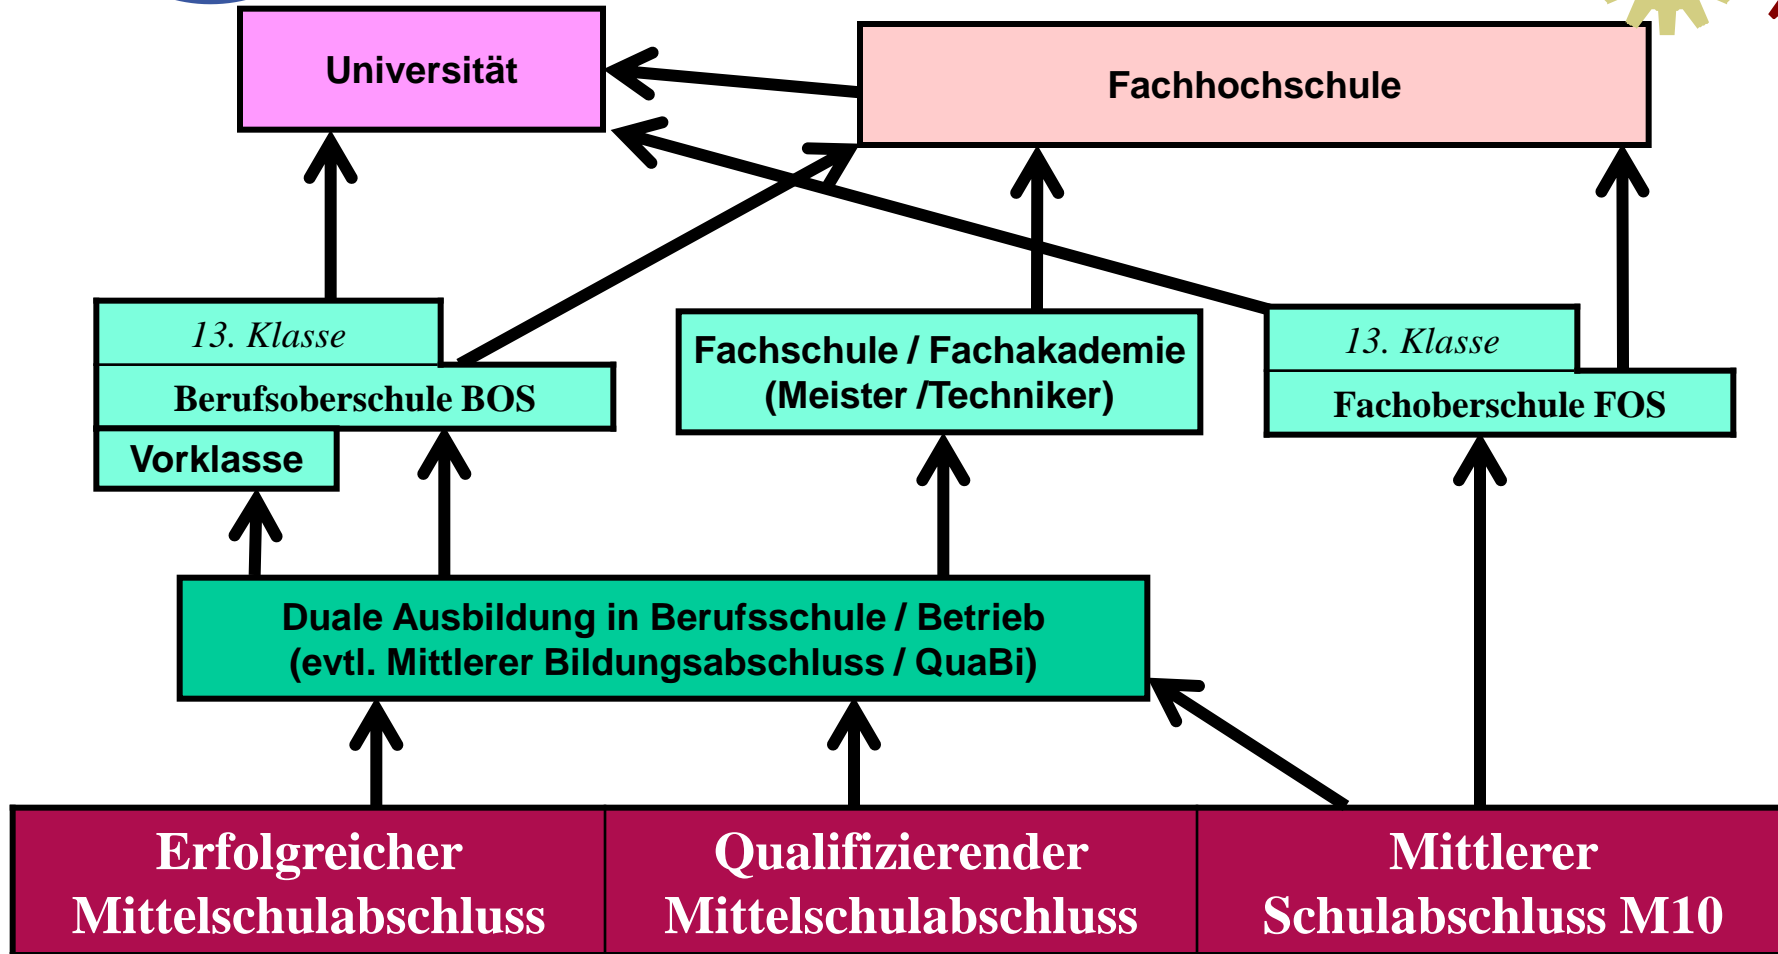 Universität
Fachhochschule
13. Klasse
Berufsoberschule BOS
Vorklasse
Fachschule / Fachakademie
(Meister /Techniker)
13. Klasse
Fachoberschule FOS
Duale Ausbildung in Berufsschule / Betrieb
(evtl. Mittlerer Bildungsabschluss / QuaBi)
Erfolgreicher
Mittelschulabschluss
Qualifizierender
Mittelschulabschluss
Mittlerer
Schulabschluss M10